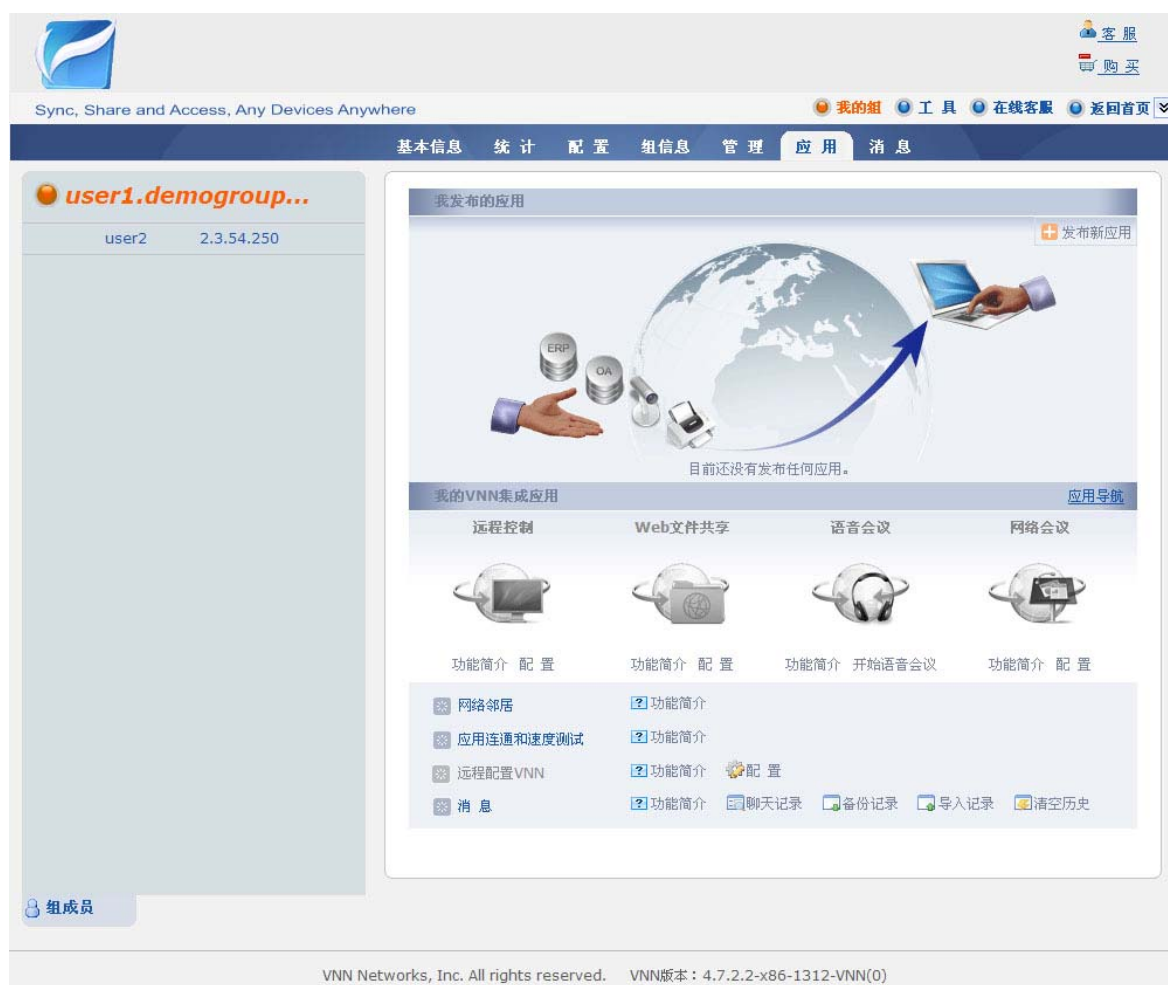 客 服
购 买
Sync, Share and Access, Any Devices Anywhere
我的组 工 具 在线客服 返回首页
基本信息 统 计 配 置 组信息 管 理 应 用 消 息
user1.demogroup...
user2 2.3.54.250
我发布的应用
发布新应用
ERP
OA
目前还没有发布任何应用。
我的VNN集成应用 应用导航
远程控制 Web文件共享 语音会议 网络会议
功能简介 配 置 功能简介 配 置 功能简介 开始语音会议 功能简介 配 置
网络邻居 功能简介
应用连通和速度测试 功能简介
远程配置VNN 功能简介 配 置
消 息 功能简介 聊天记录 备份记录 导入记录 清空历史
组成员
VNN Networks, Inc. All rights reserved. VNN版本：4.7.2.2-x86-1312-VNN(0)